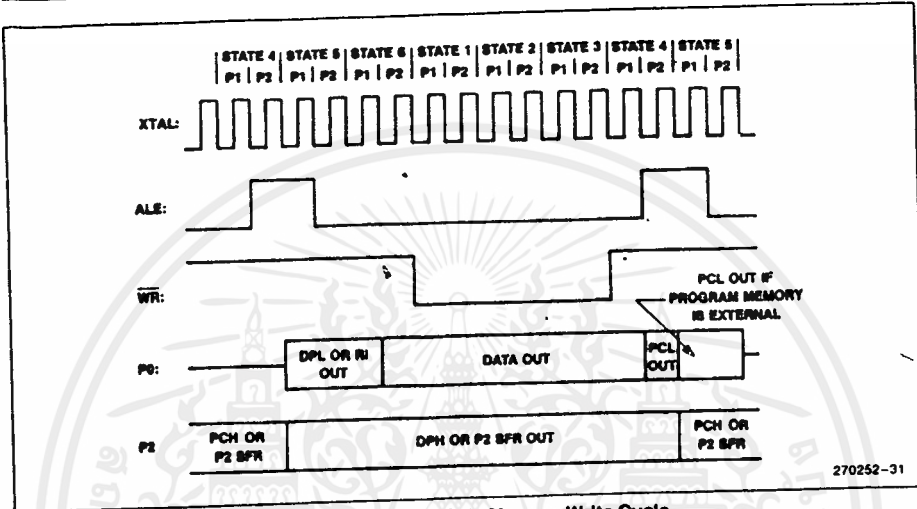 STATE 4 | STATE 5 | STATE 6 | STATE 1 | STATE 2 | STATE 3 | STATE 4 | STATE 5
P1 | P2 | P1 | P2 | P1 | P2 | P1 | P2 | P1 | P2 | P1 | P2 | P1 | P2 | P1 | P2
XTAL:
ALE:
WR:
PCL OUT IF
PROGRAM MEMORY
IS EXTERNAL
P0:
DPL OR RI
OUT
DATA OUT
PCL
OUT
P2
PCH OR
P2 SFR
DPH OR P2 SFR OUT
PCH OR
P2 SFR
270252-31
Write Cycle